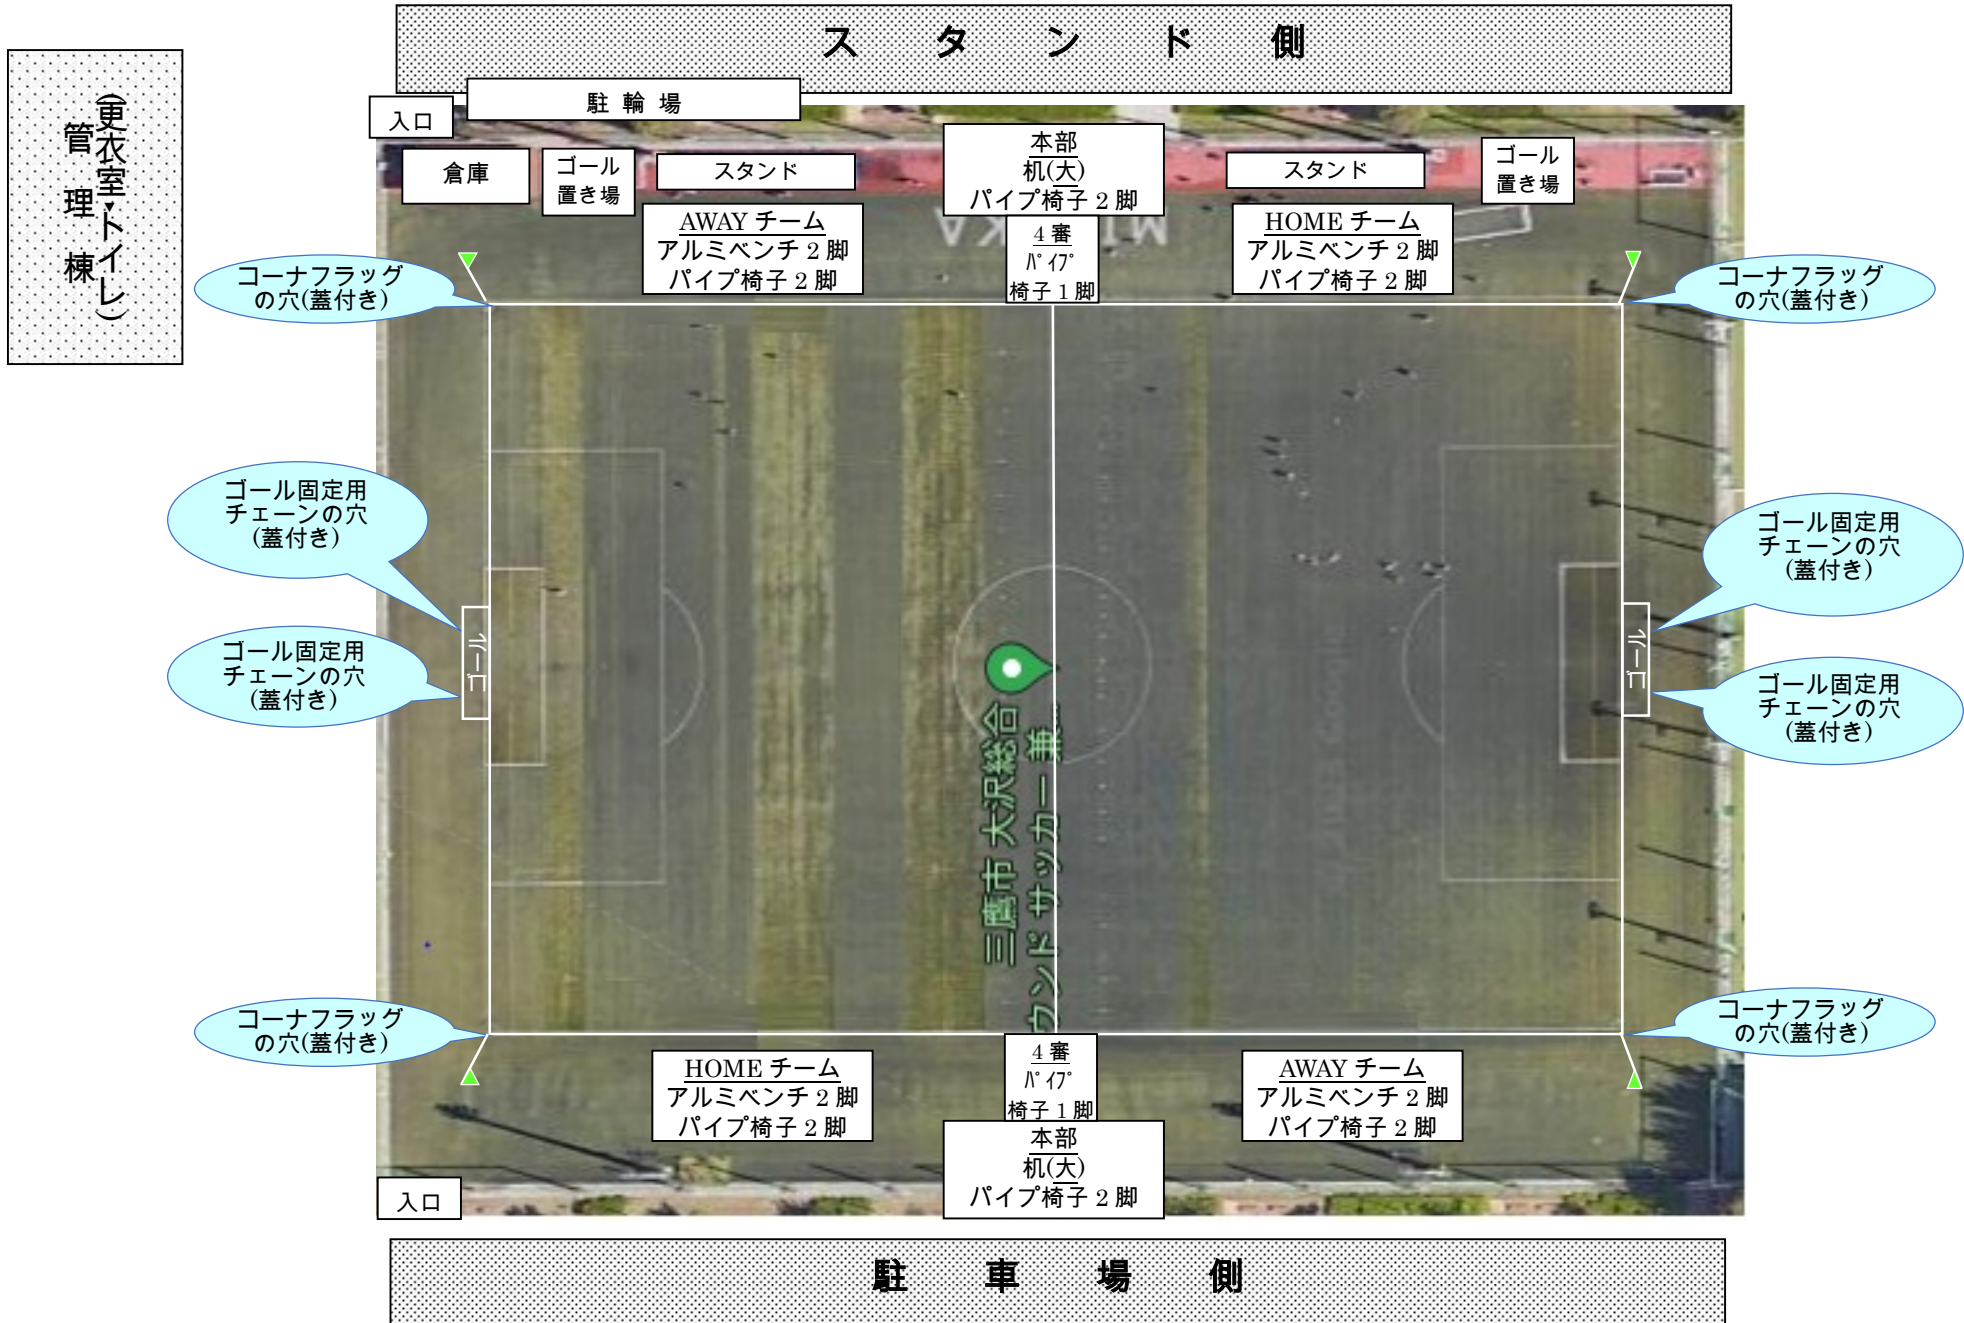 スタンド側
駐輪場
入口
管理棟
(更衣室・トイレ)
倉庫
ゴール
置き場
スタンド
本部
机(大)
パイプ椅子 2 脚
スタンド
ゴール
置き場
AWAY チーム
アルミベンチ 2 脚
パイプ椅子 2 脚
4 審
ﾊﾟｲﾌﾟ
椅子 1 脚
HOME チーム
アルミベンチ 2 脚
パイプ椅子 2 脚
コーナフラッグ
の穴(蓋付き)
コーナフラッグ
の穴(蓋付き)
ゴール固定用
チェーンの穴
(蓋付き)
ゴール固定用
チェーンの穴
(蓋付き)
ゴール
ゴール
ゴール固定用
チェーンの穴
(蓋付き)
ゴール固定用
チェーンの穴
(蓋付き)
三鷹市 大沢総合
ウンド サッカー 兼...
コーナフラッグ
の穴(蓋付き)
コーナフラッグ
の穴(蓋付き)
HOME チーム
アルミベンチ 2 脚
パイプ椅子 2 脚
4 審
ﾊﾟｲﾌﾟ
椅子 1 脚
本部
机(大)
パイプ椅子 2 脚
AWAY チーム
アルミベンチ 2 脚
パイプ椅子 2 脚
入口
駐車場側